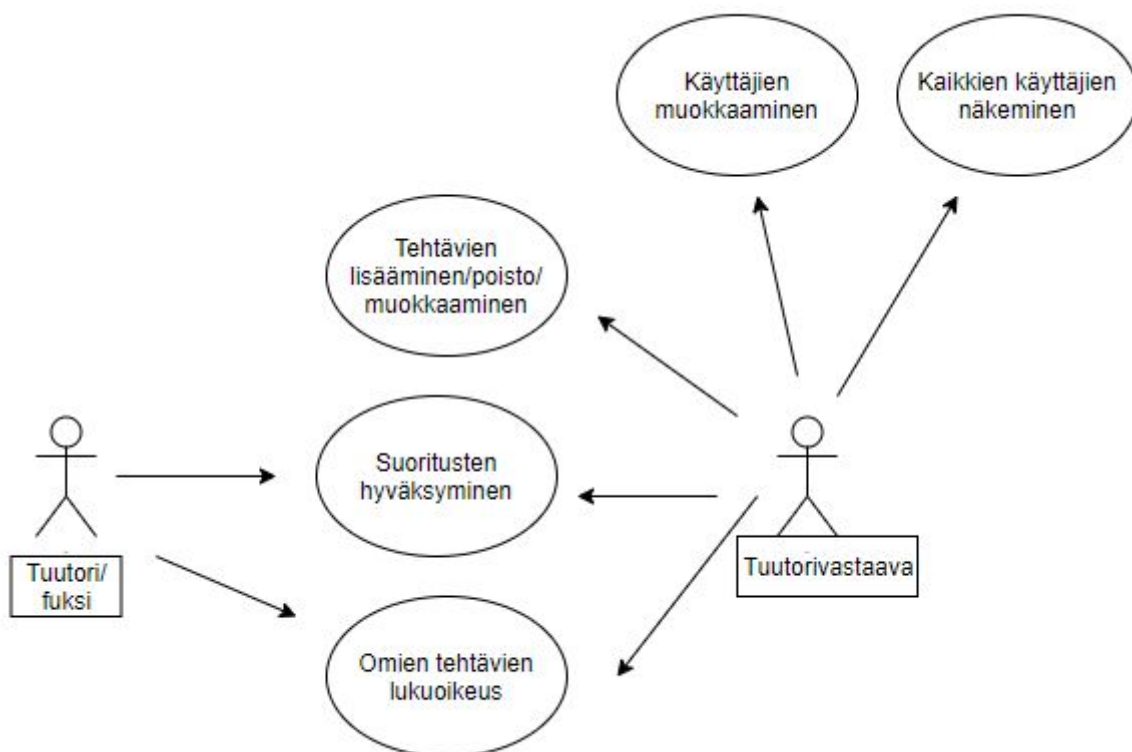 Käyttäjien
muokkaaminen
Kaikkien käyttäjien
näkeminen
Tehtävien
lisääminen/poisto/
muokkaaminen
Suoritusten
hyväksyminen
Tuutori/
fuksi
Tuutorivastaava
Omien tehtävien
lukuoikeus